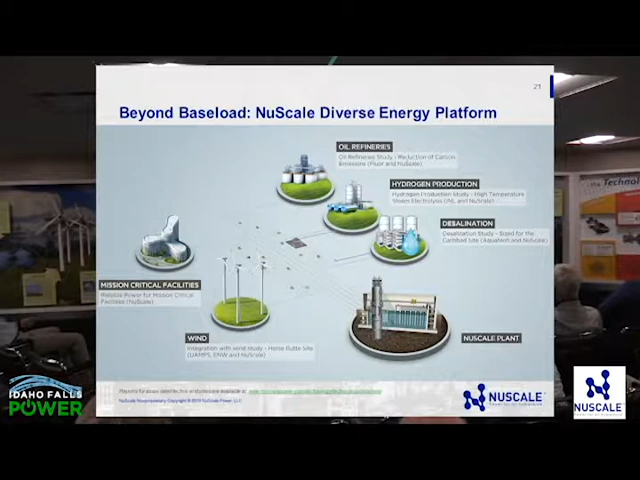 21
Beyond Baseload: NuScale Diverse Energy Platform
OIL REFINERIES
Oil Refineries Study - Reduction of Carbon
Emissions (Fluor and NuScale)
HYDROGEN PRODUCTION
Hydrogen Production Study - High Temperature
Steam Electrolysis (INL and NuScale)
DESALINATION
Desalination Study - Sized for the
Carlsbad Site (Aquatech and NuScale)
MISSION CRITICAL FACILITIES
Reliable Power for Mission Critical
Facilities (NuScale)
WIND
Integration with wind study - Horse Butte Site
(UAMPS, ENW and NuScale)
NUSCALE PLANT
NuScale Nonproprietary Copyright © 2019 NuScale Power, LLC
NUSCALE
IDAHO FALLS
POWER
NUSCALE
Technol